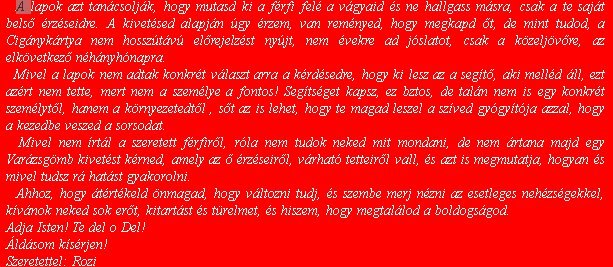 A lapok azt tanácsolják, hogy mutasd ki a férfi felé a vágyaid és ne hallgass másra, csak a te saját
belső érzéseidre. A kivetésed alapján úgy érzem, van reményed, hogy megkapd őt, de mint tudod, a
Cigánykártya nem hosszútávú előrejelzést nyújt, nem évekre ad jóslatot, csak a közeljövőre, az
elkövetkező néhányhónapra.
Mivel a lapok nem adtak konkrét választ arra a kérdésedre, hogy ki lesz az a segítő, aki melléd áll, ezt
azért nem tette, mert nem a személye a fontos! Segítséget kapsz, ez bztos, de talán nem is egy konkrét
személytől, hanem a környezetedtől , sőt az is lehet, hogy te magad leszel a szíved gyógyítója azzal, hogy
a kezedbe veszed a sorsodat.
Mivel nem írtál a szeretett férfiről, róla nem tudok neked mit mondani, de nem ártana majd egy
Varázsgömb kivetést kérned, amely az ő érzéseiről, várható tetteiről vall, és azt is megmutatja, hogyan és
mivel tudsz rá hatást gyakorolni.
Ahhoz, hogy átértékeld önmagad, hogy változni tudj, és szembe merj nézni az esetleges nehézségekkel,
kívánok neked sok erőt, kitartást és türelmet, és hiszem, hogy megtalálod a boldogságod.
Adja Isten! Te del o Del!
Áldásom kísérjen!
Szeretettel: Rozi